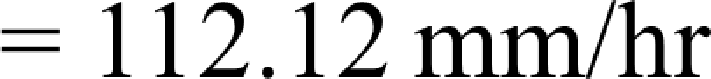 = 112.12 mm/hr